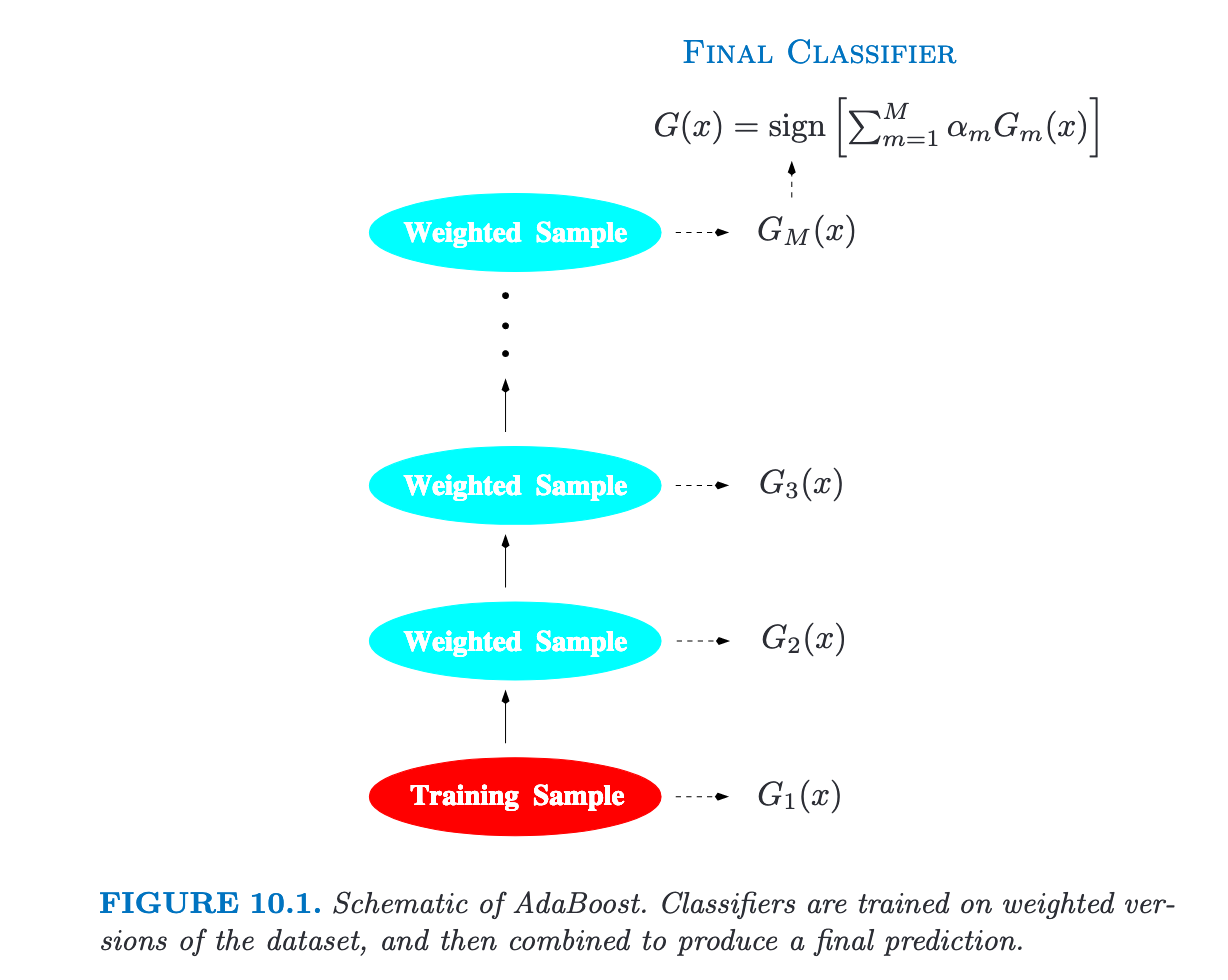 FINAL CLASSIFIER
G(x) = sign [∑_{m=1}^{M} α_m G_m(x)]
Weighted Sample G_M(x)
Weighted Sample G_3(x)
Weighted Sample G_2(x)
Training Sample G_1(x)
FIGURE 10.1. Schematic of AdaBoost. Classifiers are trained on weighted ver-
sions of the dataset, and then combined to produce a final prediction.